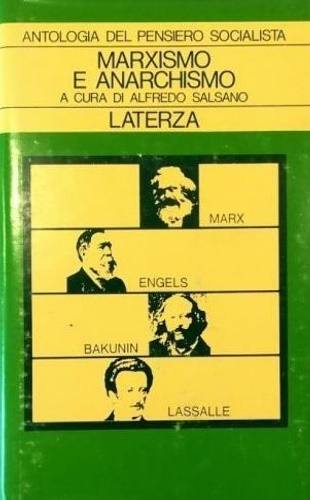 ANTOLOGIA DEL PENSIERO SOCIALISTA
MARXISMO
E ANARCHISMO
A CURA DI ALFREDO SALSANO
LATERZA
MARX
ENGELS
BAKUNIN
LASSALLE